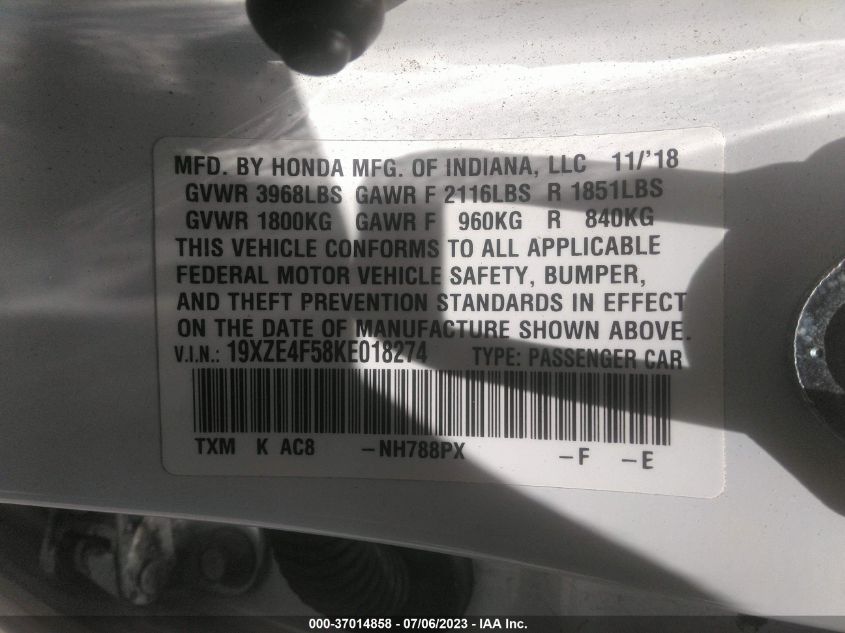 MFD. BY HONDA MFG. OF INDIANA, LLC 11/'18
GVWR 3968LBS GAWR F 2116LBS R 1851LBS
GVWR 1800KG GAWR F 960KG R 840KG
THIS VEHICLE CONFORMS TO ALL APPLICABLE
FEDERAL MOTOR VEHICLE SAFETY, BUMPER,
AND THEFT PREVENTION STANDARDS IN EFFECT
ON THE DATE OF MANUFACTURE SHOWN ABOVE.
V.I.N.: 19XZE4F58KE018274 TYPE: PASSENGER CAR
TXM K AC8 –NH788PX –F –E
000-37014858 - 07/06/2023 - IAA Inc.